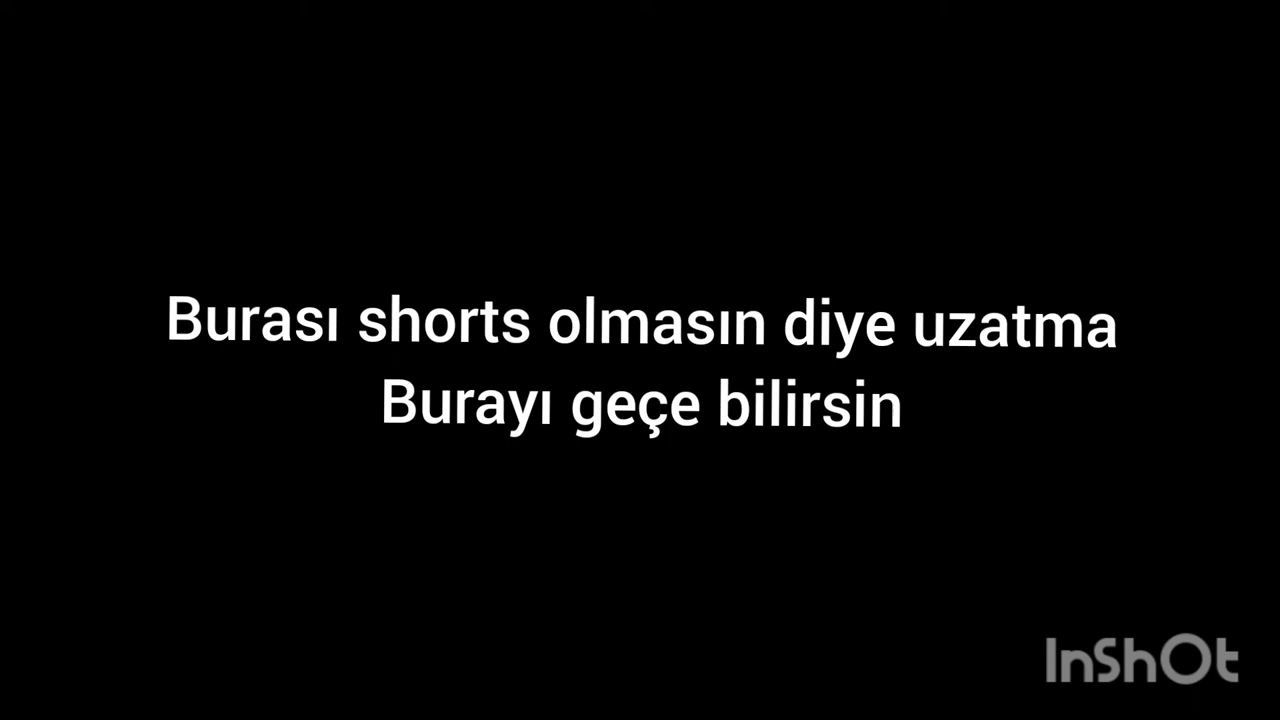 Burası shorts olmasın diye uzatma
Burayı geçe bilirsin
InShOt